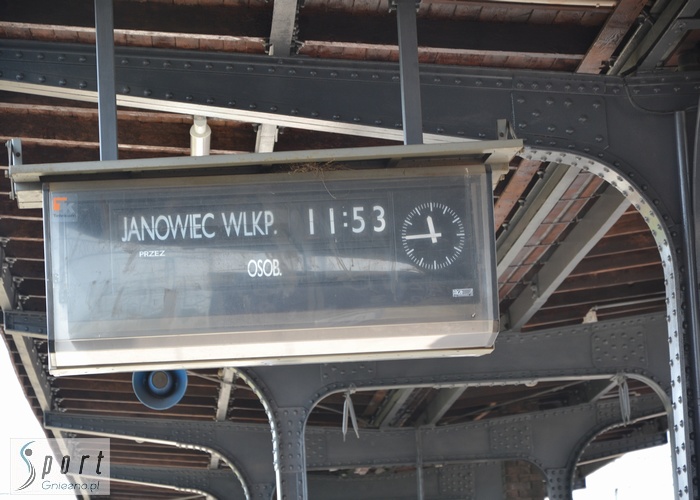 JANOWIEC WLKP. 11:53
PRZEZ
OSOB.
Sport
Gniezno.pl